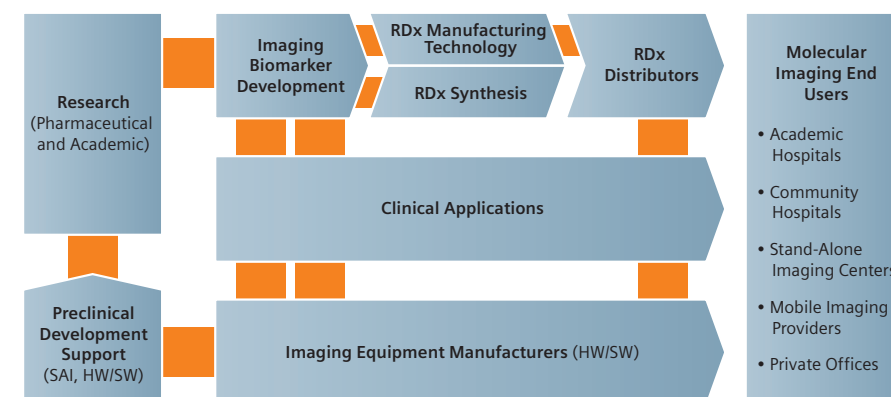 Research
(Pharmaceutical
and Academic)
Preclinical
Development
Support
(SAI, HW/SW)
Imaging
Biomarker
Development
RDx Manufacturing
Technology
RDx Synthesis
RDx
Distributors
Clinical Applications
Imaging Equipment Manufacturers (HW/SW)
Molecular
Imaging End
Users
• Academic
Hospitals
• Community
Hospitals
• Stand-Alone
Imaging Centers
• Mobile Imaging
Providers
• Private Offices